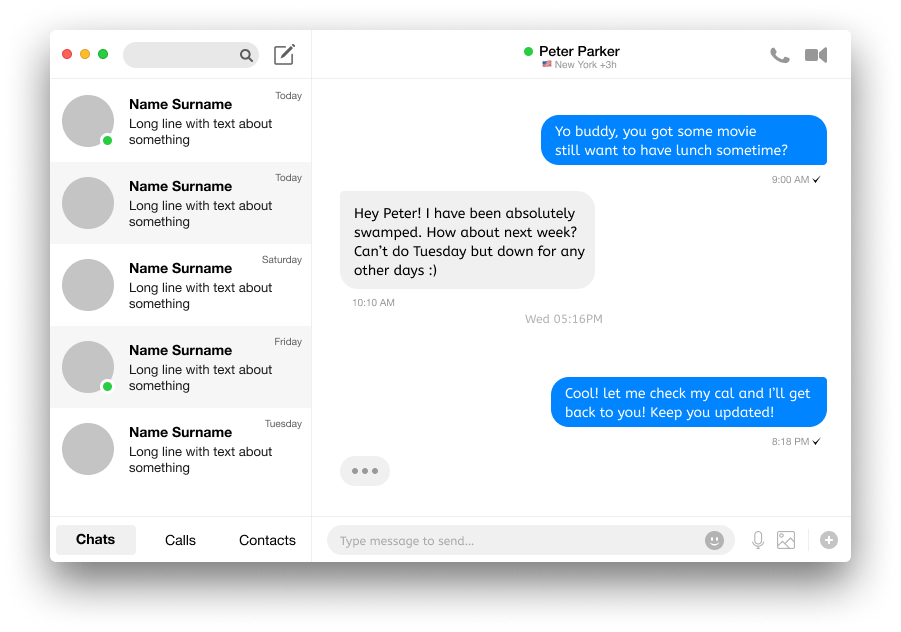 Peter Parker
New York +3h
Today
Name Surname
Long line with text about
something
Today
Name Surname
Long line with text about
something
Saturday
Name Surname
Long line with text about
something
Friday
Name Surname
Long line with text about
something
Tuesday
Name Surname
Long line with text about
something
Chats
Calls
Contacts
Yo buddy, you got some movie
still want to have lunch sometime?
9:00 AM
Hey Peter! I have been absolutely
swamped. How about next week?
Can't do Tuesday but down for any
other days :)
10:10 AM
Wed 05:16PM
Cool! let me check my cal and I'll get
back to you! Keep you updated!
8:18 PM
Type message to send...